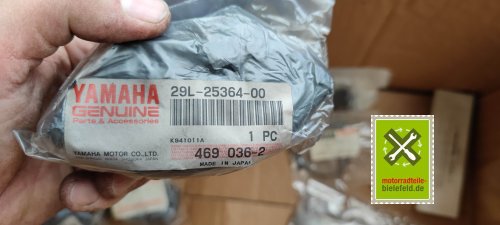 YAMAHA
GENUINE
Parts & Accessories
29L-25364-00
K941011A
1 PC
YAMAHA MOTOR CO.,LTD.
469 036-2
MADE IN JAPAN
motorradteile-
bielefeld.de